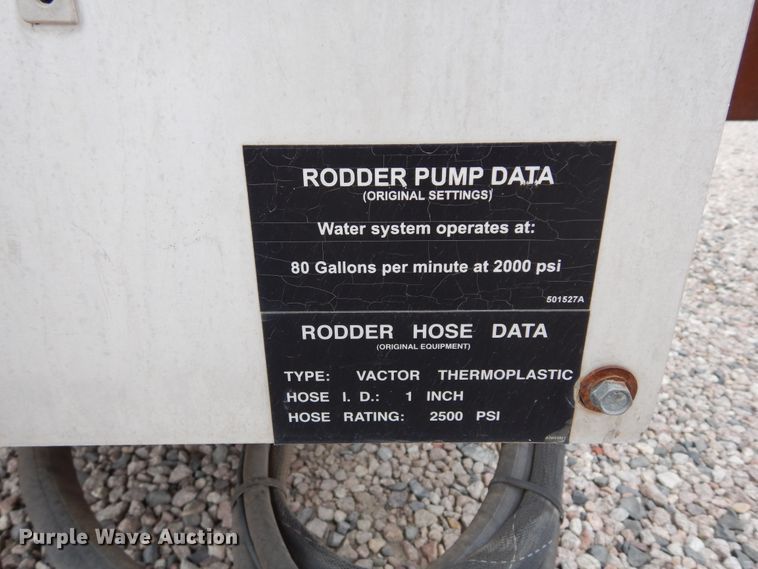 RODDER PUMP DATA
(ORIGINAL SETTINGS)
Water system operates at:
80 Gallons per minute at 2000 psi
501527A
RODDER HOSE DATA
(ORIGINAL EQUIPMENT)
TYPE: VACTOR THERMOPLASTIC
HOSE I. D.: 1 INCH
HOSE RATING: 2500 PSI
Purple Wave Auction